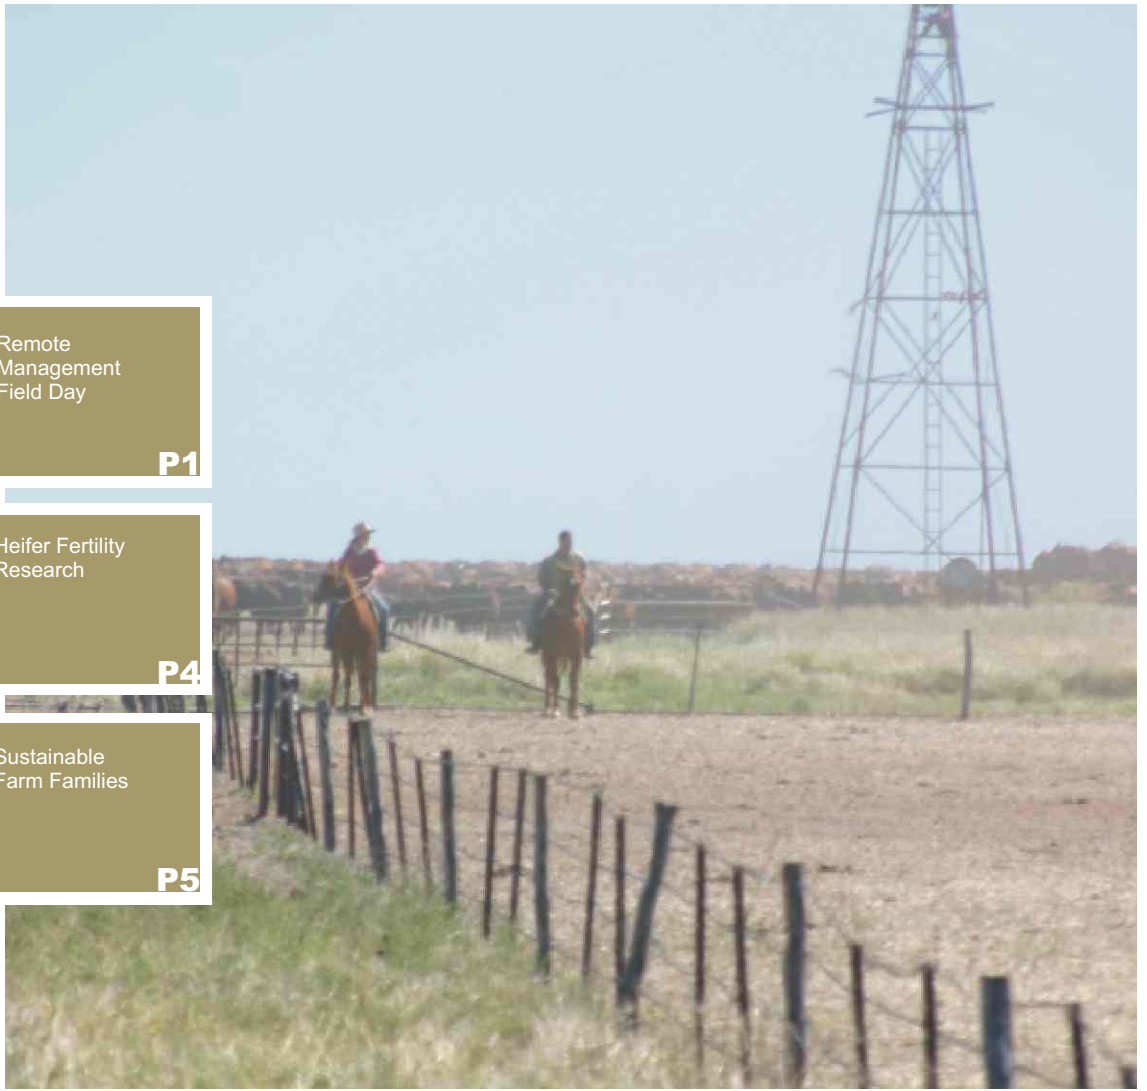 Remote
Management
Field Day
P1
Heifer Fertility
Research
P4
Sustainable
Farm Families
P5